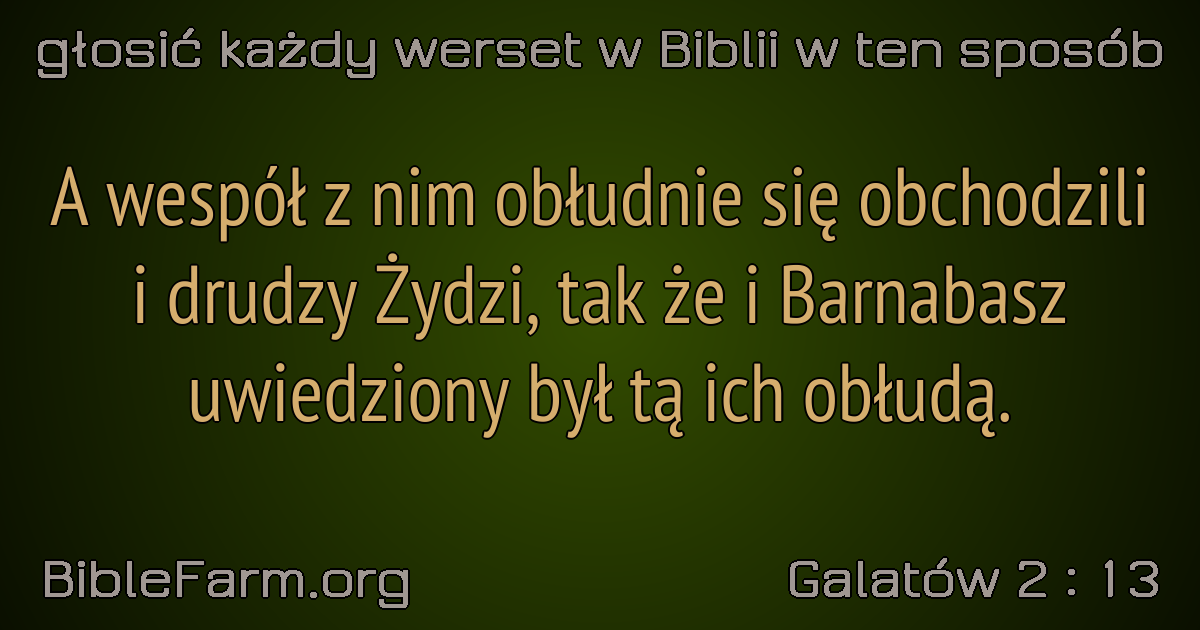 głosić każdy werset w Biblii w ten sposób
A wespół z nim obłudnie się obchodzili
i drudzy Żydzi, tak że i Barnabasz
uwiedziony był tą ich obłudą.
BibleFarm.org
Galatów 2 : 13